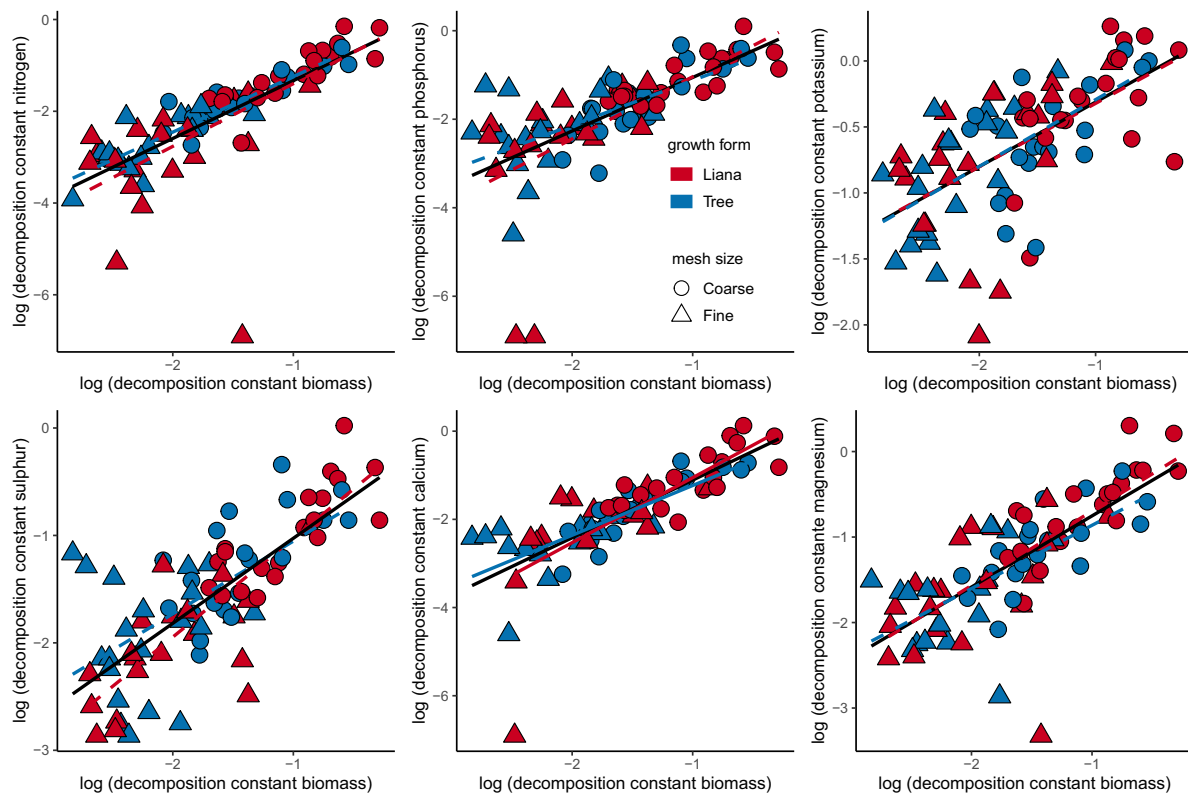 log (decomposition constant nitrogen)
0
−2
−4
−6
−2
−1
log (decomposition constant biomass)
log (decomposition constant phosphorus)
0
−2
−4
−6
growth form
Liana
Tree
mesh size
Coarse
Fine
−2
−1
log (decomposition constant biomass)
log (decomposition constant potassium)
0.0
−0.5
−1.0
−1.5
−2.0
−2
−1
log (decomposition constant biomass)
log (decomposition constant sulphur)
0
−1
−2
−3
−2
−1
log (decomposition constant biomass)
log (decomposition constant calcium)
0
−2
−4
−6
−2
−1
log (decomposition constant biomass)
log (decomposition constante magnesium)
0
−1
−2
−3
−2
−1
log (decomposition constant biomass)